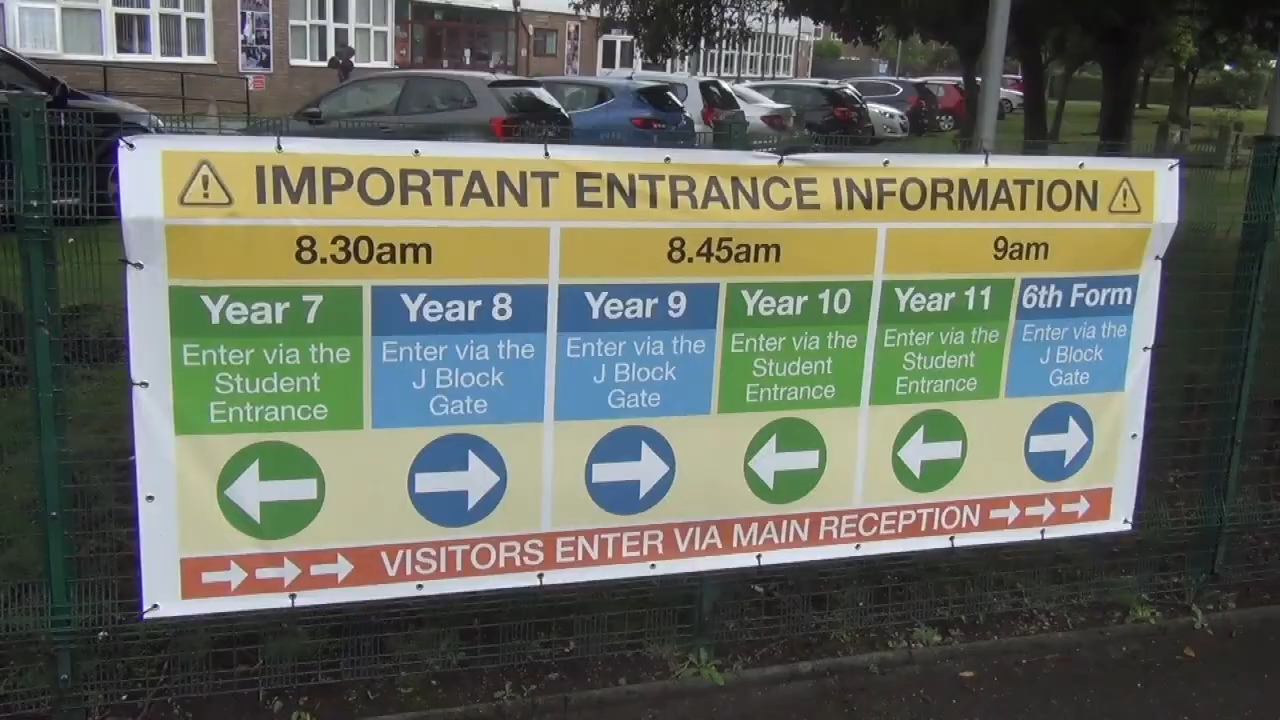 IMPORTANT ENTRANCE INFORMATION
8.30am
8.45am
9am
Year 7
Enter via the
Student
Entrance
Year 8
Enter via the
J Block
Gate
Year 9
Enter via the
J Block
Gate
Year 10
Enter via the
Student
Entrance
Year 11
Enter via the
Student
Entrance
6th Form
Enter via the
J Block
Gate
VISITORS ENTER VIA MAIN RECEPTION